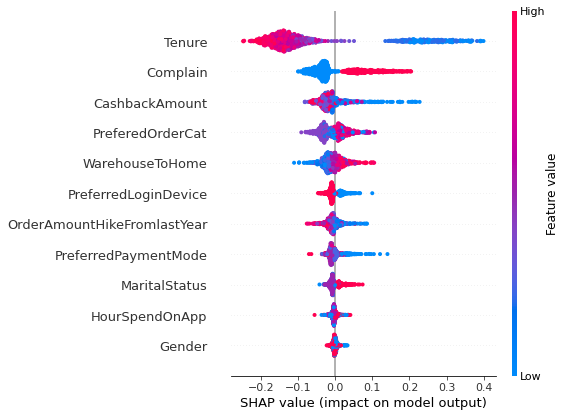 High
Tenure
Complain
CashbackAmount
PreferedOrderCat
WarehouseToHome
PreferredLoginDevice
OrderAmountHikeFromlastYear
PreferredPaymentMode
MaritalStatus
HourSpendOnApp
Gender
Feature value
Low
−0.2 −0.1 0.0 0.1 0.2 0.3 0.4
SHAP value (impact on model output)